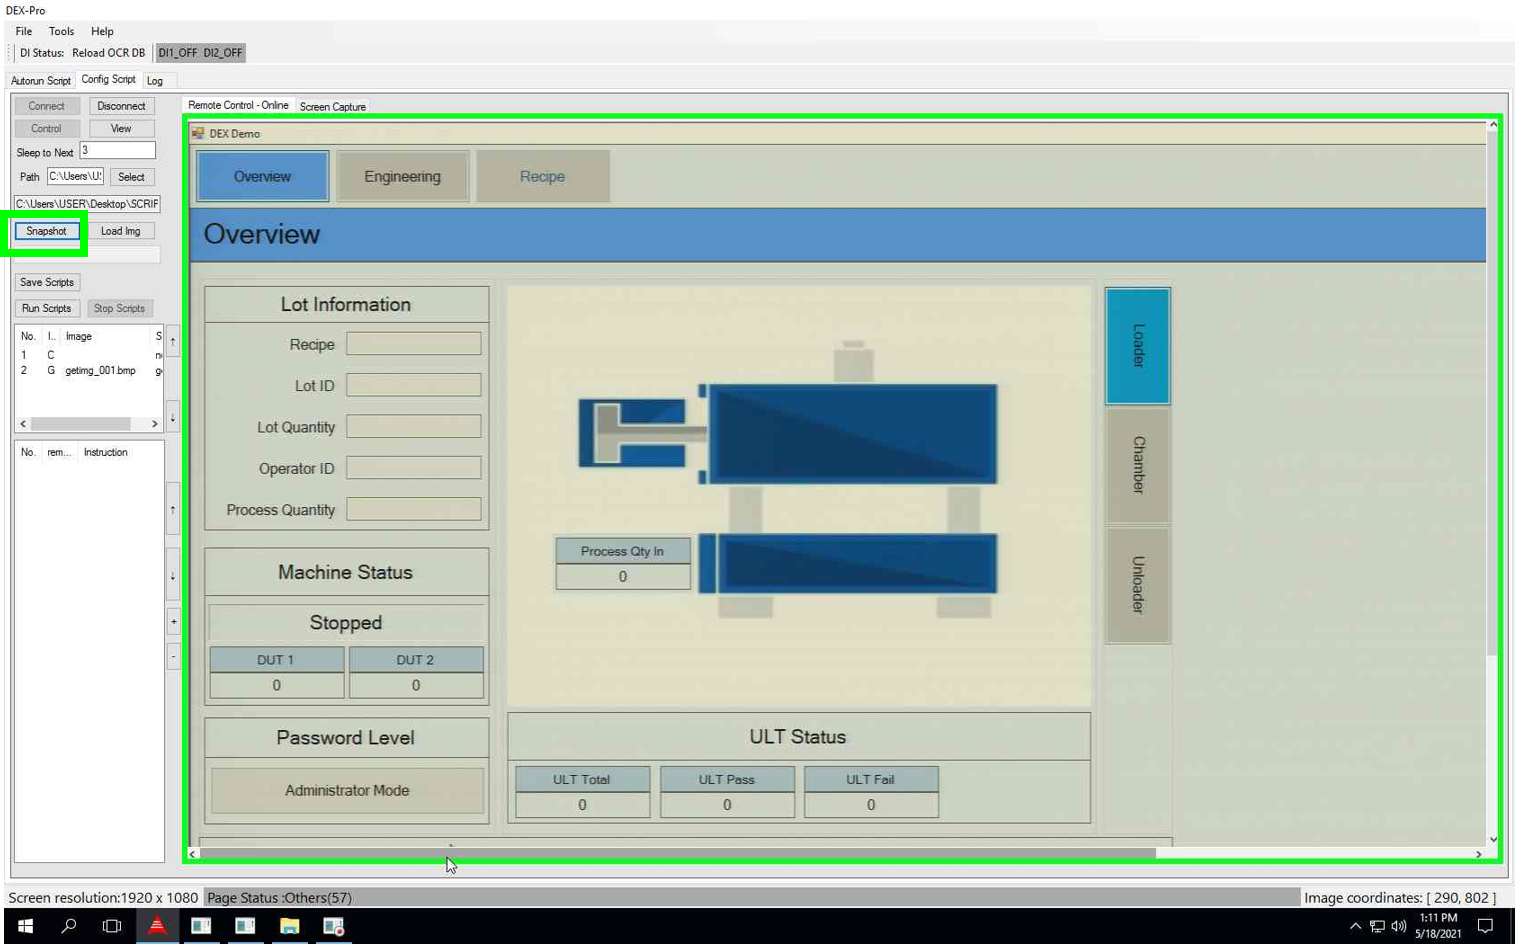 DEX-Pro
File Tools Help
DI Status: Reload OCR DB DI1_OFF DI2_OFF
Autorun Script Config Script Log
Connect Disconnect
Control View
Sleep to Next 3
Path C:\Users\U: Select
C:\Users\USER\Desktop\SCRIF
Snapshot Load Img
Save Scripts
Run Scripts Stop Scripts
No. I.. Image S
1 C n
2 G getimg_001.bmp g
No. rem... Instruction
+
-
Remote Control - Online Screen Capture
DEX Demo
Overview Engineering Recipe
Overview
Lot Information
Recipe
Lot ID
Lot Quantity
Operator ID
Process Quantity
Machine Status
Stopped
DUT 1 DUT 2
0 0
Password Level
Administrator Mode
Process Qty In
0
ULT Status
ULT Total ULT Pass ULT Fail
0 0 0
Loader
Chamber
Unloader
Screen resolution:1920 x 1080 Page Status :Others(57) Image coordinates: [ 290, 802 ]
1:11 PM
5/18/2021